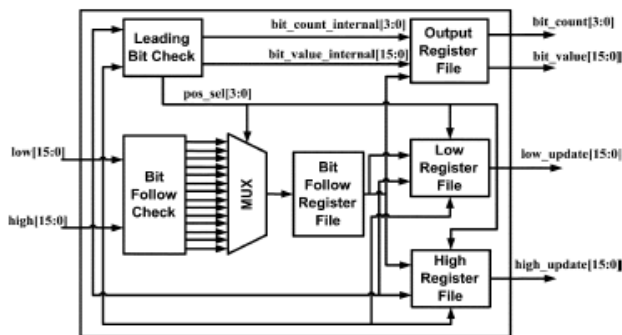 Leading
Bit Check
bit_count_internal[3:0]
bit_value_internal[15:0]
Output
Register
File
bit_count[3:0]
bit_value[15:0]
pos_sel[3:0]
low[15:0]
high[15:0]
Bit
Follow
Check
MUX
Bit
Follow
Register
File
Low
Register
File
low_update[15:0]
High
Register
File
high_update[15:0]